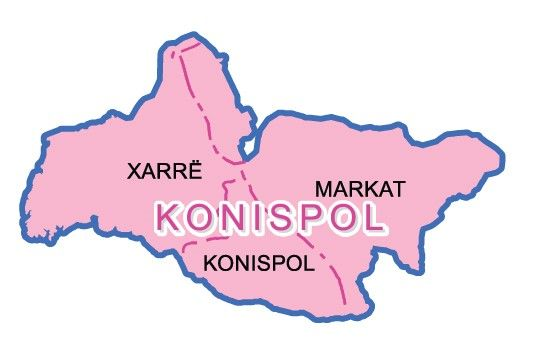 XARRË
MARKAT
KONISPOL
KONISPOL